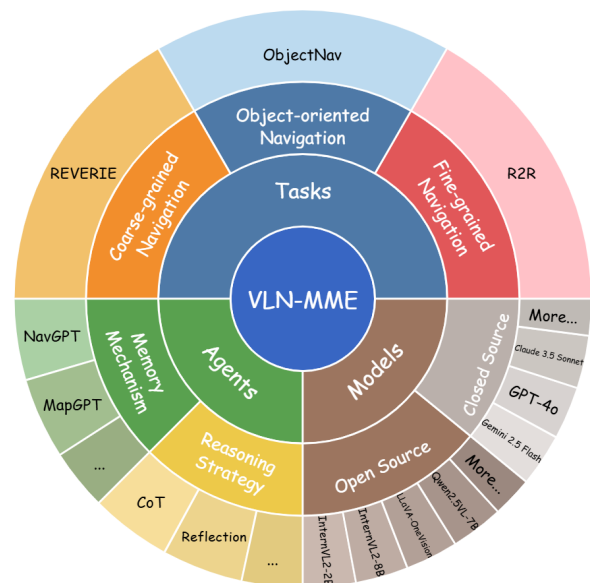 ObjectNav
Object-oriented
Navigation
REVERIE
Coarse-grained
Navigation
Tasks
Fine-grained
Navigation
R2R
VLN-MME
NavGPT
MapGPT
...
Memory
Mechanism
Agents
Reasoning
Strategy
CoT
Reflection
...
Models
Open Source
InternVL2-2B
InternVL2-8B
LLaVA-OneVision
Qwen2.5VL-7B
More...
Closed Source
More...
Claude 3.5 Sonnet
GPT-4o
Gemini 2.5 Flash